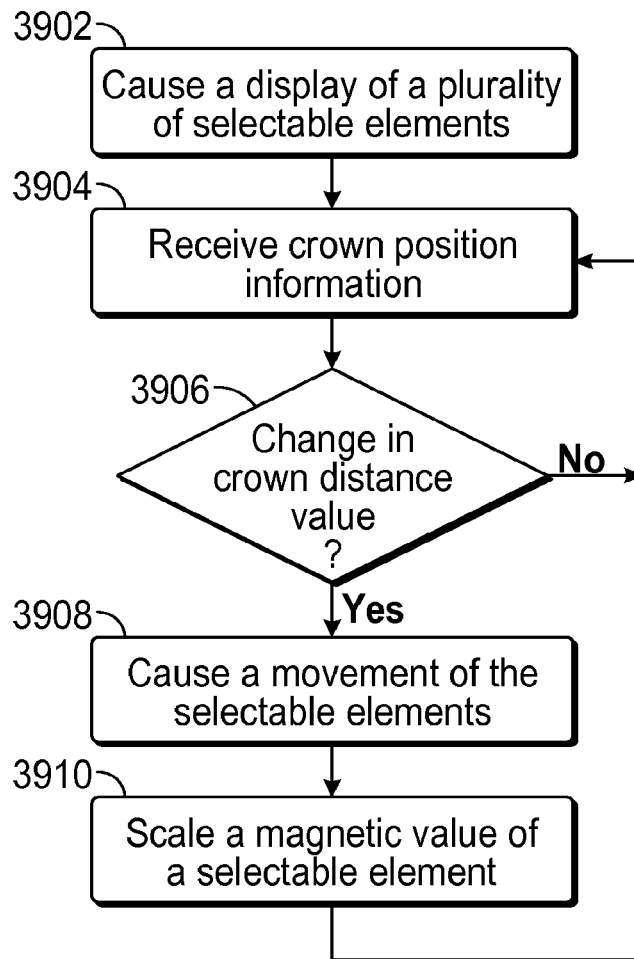 3902
Cause a display of a plurality
of selectable elements
3904
Receive crown position
information
3906
Change in
crown distance
value
?
No
Yes
3908
Cause a movement of the
selectable elements
3910
Scale a magnetic value of
a selectable element